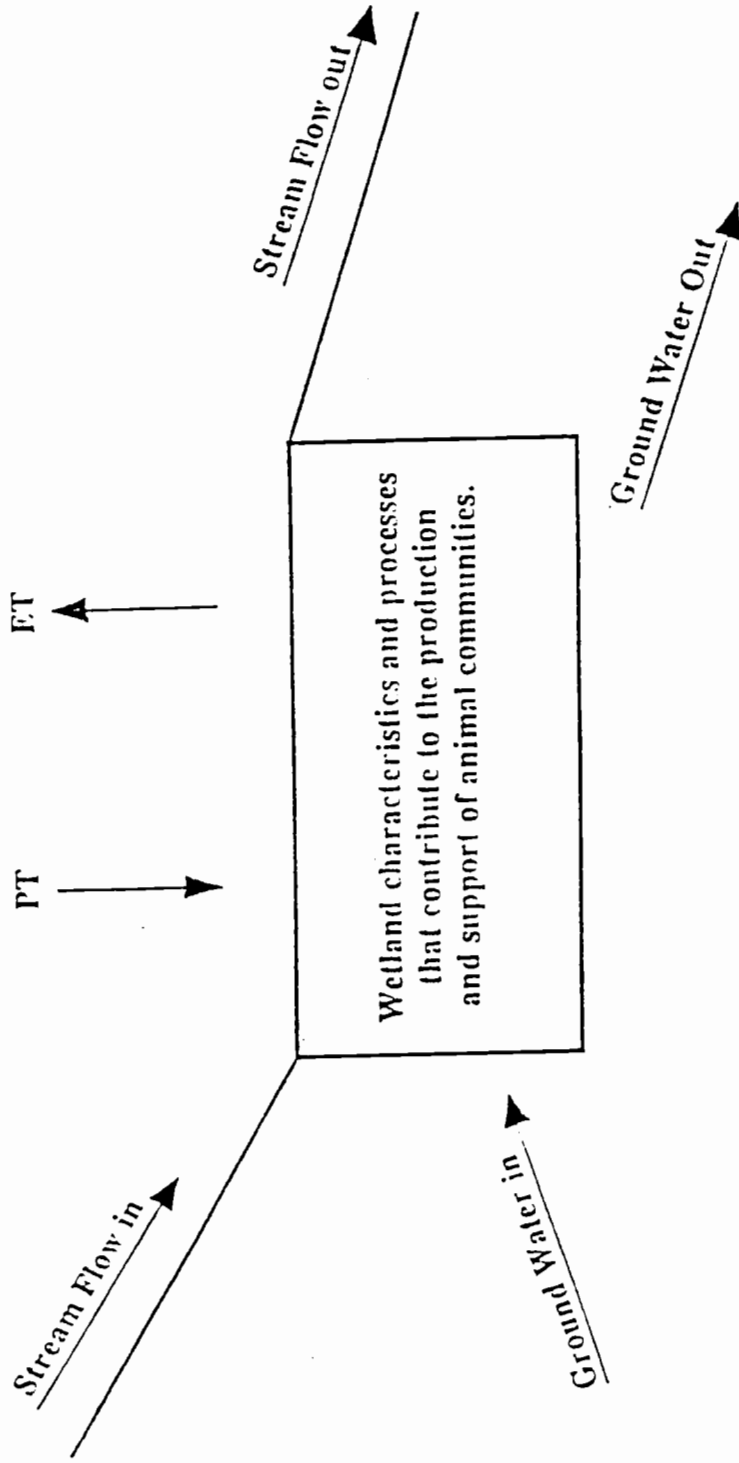 PT
ET
Stream Flow in
Stream Flow out
Wetland characteristics and processes
that contribute to the production
and support of animal communities.
Ground Water in
Ground Water Out